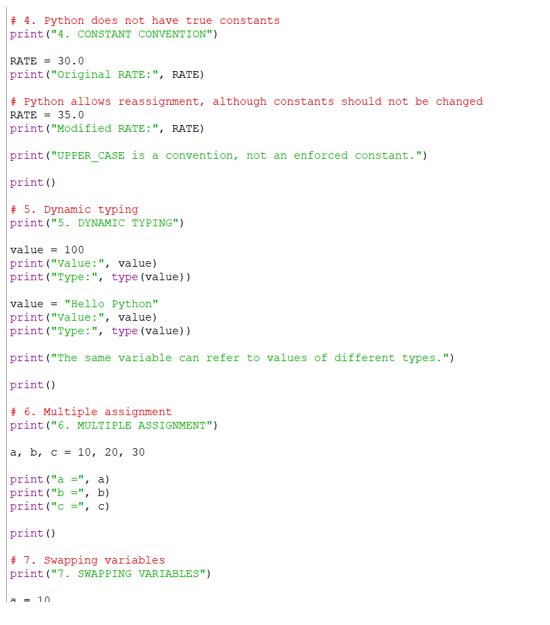 # 4. Python does not have true constants
print("4. CONSTANT CONVENTION")
RATE = 30.0
print("Original RATE:", RATE)
# Python allows reassignment, although constants should not be changed
RATE = 35.0
print("Modified RATE:", RATE)
print("UPPER_CASE is a convention, not an enforced constant.")
print()
# 5. Dynamic typing
print("5. DYNAMIC TYPING")
value = 100
print("Value:", value)
print("Type:", type(value))
value = "Hello Python"
print("Value:", value)
print("Type:", type(value))
print("The same variable can refer to values of different types.")
print()
# 6. Multiple assignment
print("6. MULTIPLE ASSIGNMENT")
a, b, c = 10, 20, 30
print("a =", a)
print("b =", b)
print("c =", c)
print()
# 7. Swapping variables
print("7. SWAPPING VARIABLES")
a = 10